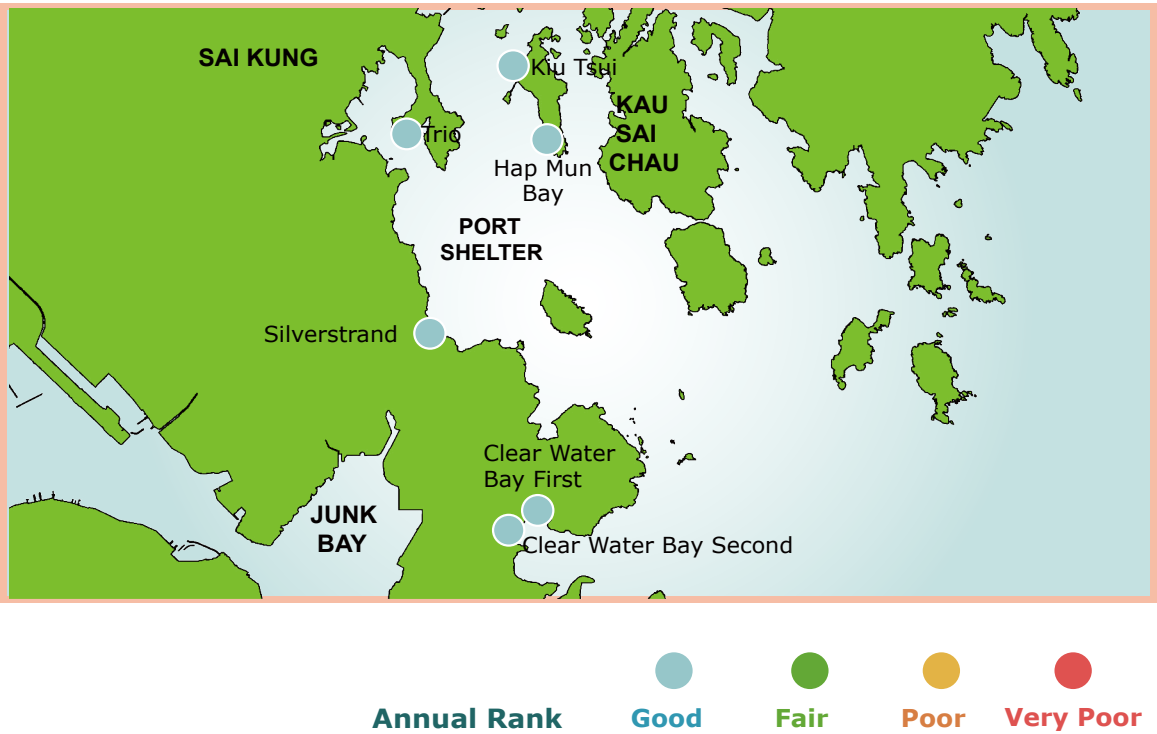 SAI KUNG
Kiu Tsui
KAU
SAI
CHAU
Trio
Hap Mun
Bay
PORT
SHELTER
Silverstrand
Clear Water
Bay First
JUNK
BAY
Clear Water Bay Second
Annual Rank
Good
Fair
Poor
Very Poor